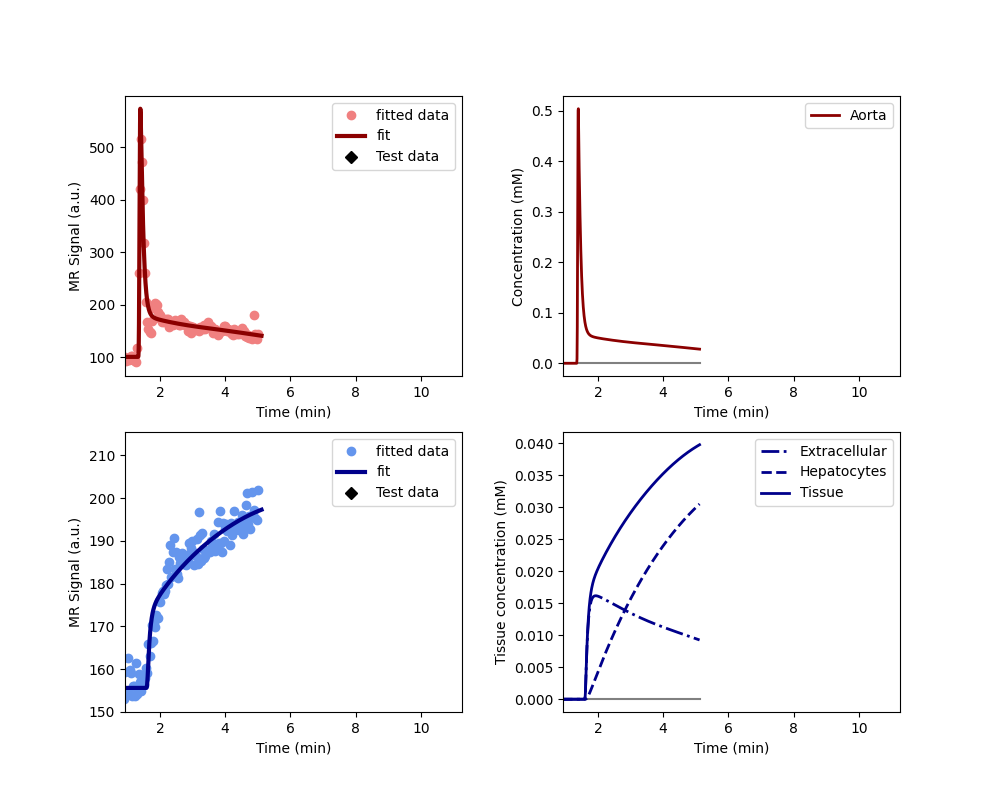 fitted data
fit
Test data
MR Signal (a.u.)
500
400
300
200
100
2 4 6 8 10
Time (min)
Aorta
Concentration (mM)
0.5
0.4
0.3
0.2
0.1
0.0
2 4 6 8 10
Time (min)
fitted data
fit
Test data
MR Signal (a.u.)
210
200
190
180
170
160
150
2 4 6 8 10
Time (min)
Extracellular
Hepatocytes
Tissue
Tissue concentration (mM)
0.040
0.035
0.030
0.025
0.020
0.015
0.010
0.005
0.000
2 4 6 8 10
Time (min)